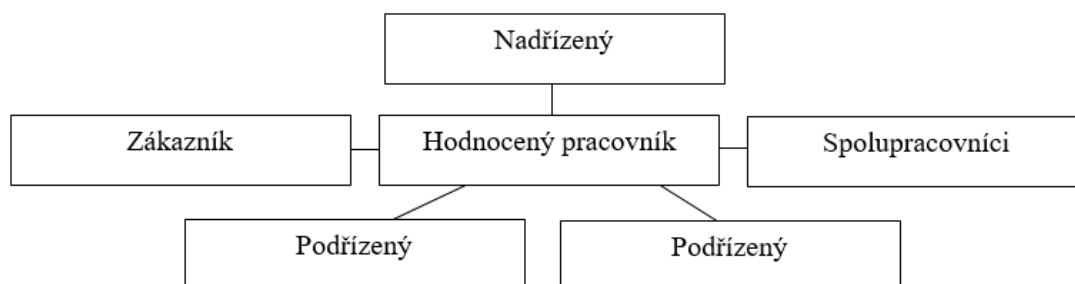 Nadřízený
Zákazník
Hodnocený pracovník
Spolupracovníci
Podřízený
Podřízený